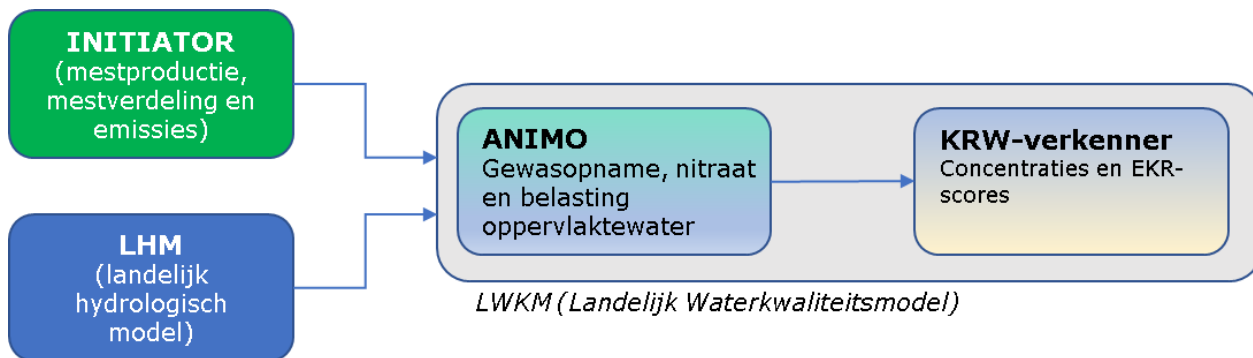 INITIATOR
(mestproductie,
mestverdeling en
emissies)
LHM
(landelijk
hydrologisch
model)
ANIMO
Gewasopname, nitraat
en belasting
oppervlaktewater
KRW-verkenner
Concentraties en EKR-
scores
LWKM (Landelijk Waterkwaliteitsmodel)